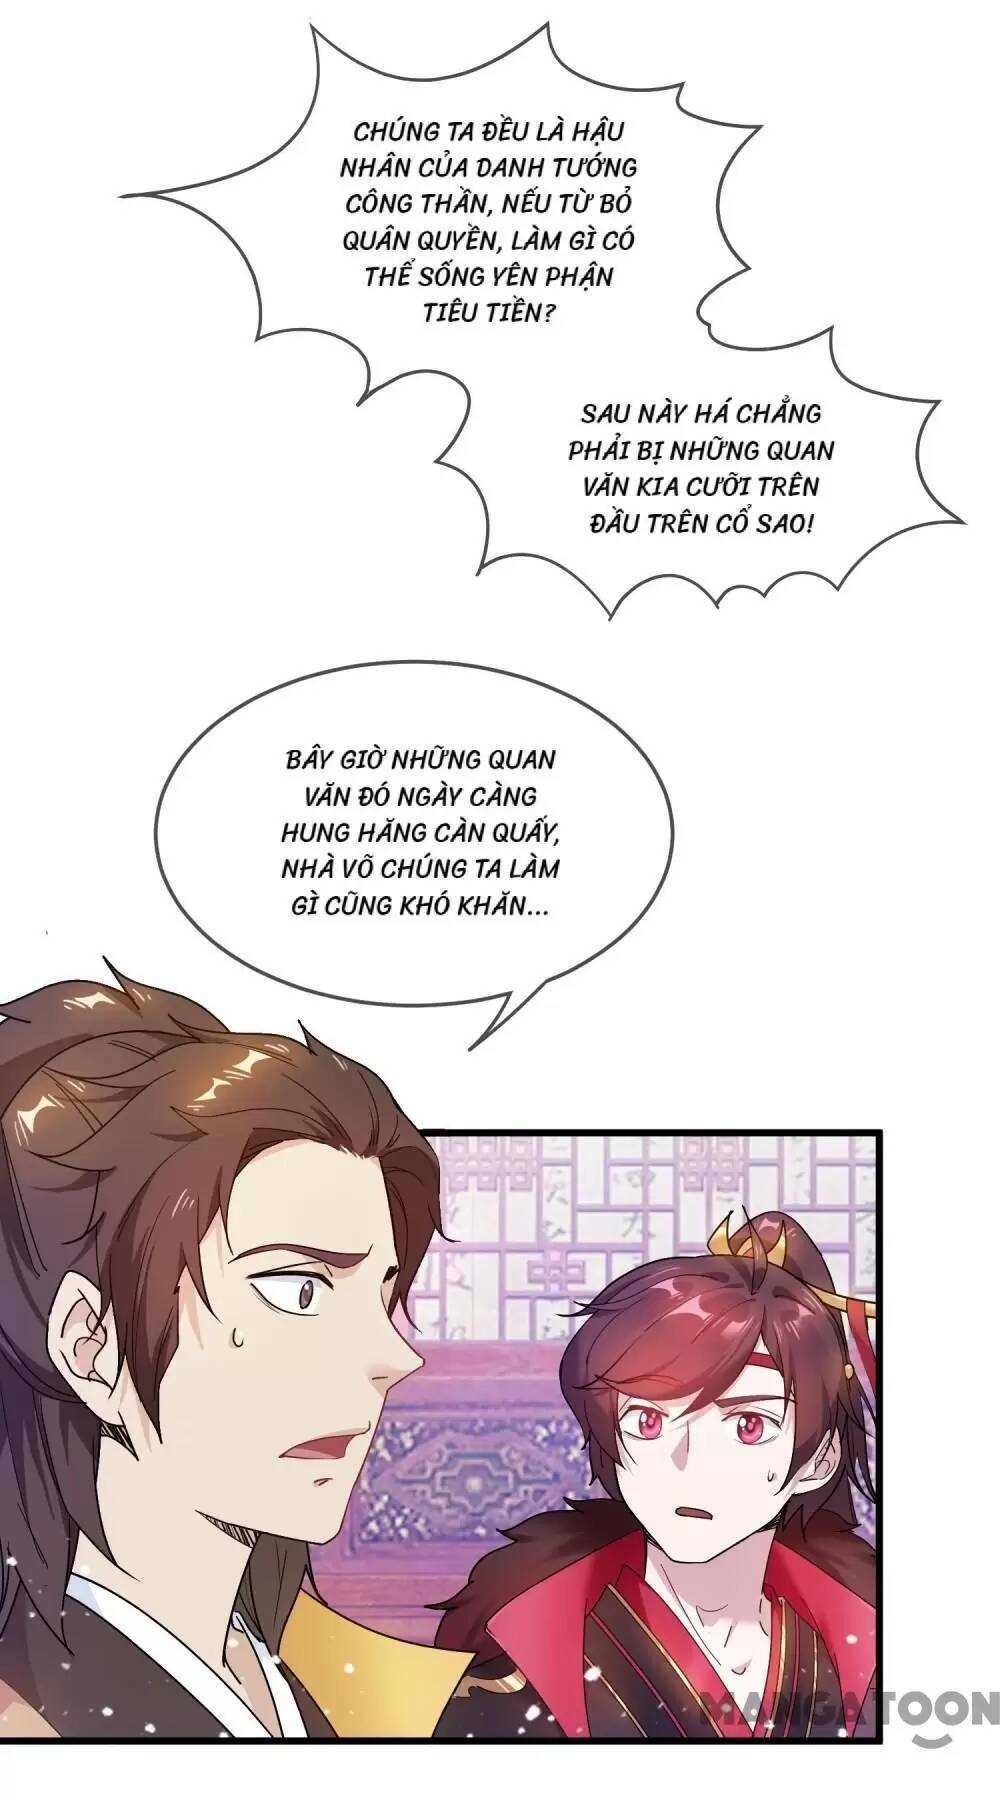 CHÚNG TA ĐỀU LÀ HẬU
NHÂN CỦA DANH TƯỚNG
CÔNG THẦN, NẾU TỪ BỎ
QUÂN QUYỀN, LÀM GÌ CÓ
THỂ SỐNG YÊN PHẬN
TIÊU TIỀN?
SAU NÀY HÁ CHẲNG
PHẢI BỊ NHỮNG QUAN
VĂN KIA CƯỠI TRÊN
ĐẦU TRÊN CỔ SAO!
BÂY GIỜ NHỮNG QUAN
VĂN ĐÓ NGÀY CÀNG
HUNG HĂNG CÀN QUẤY,
NHÀ VÕ CHÚNG TA LÀM
GÌ CŨNG KHÓ KHĂN...
MANGATOON